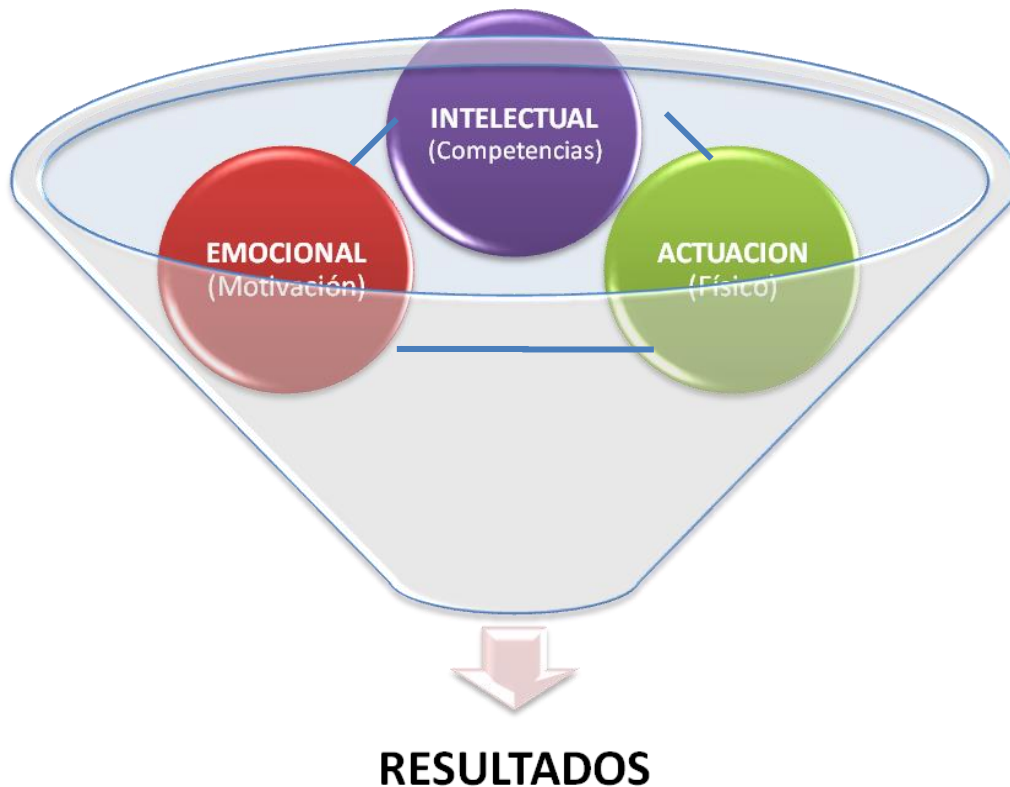 INTELECTUAL
(Competencias)
EMOCIONAL
(Motivación)
ACTUACION
(Físico)
RESULTADOS